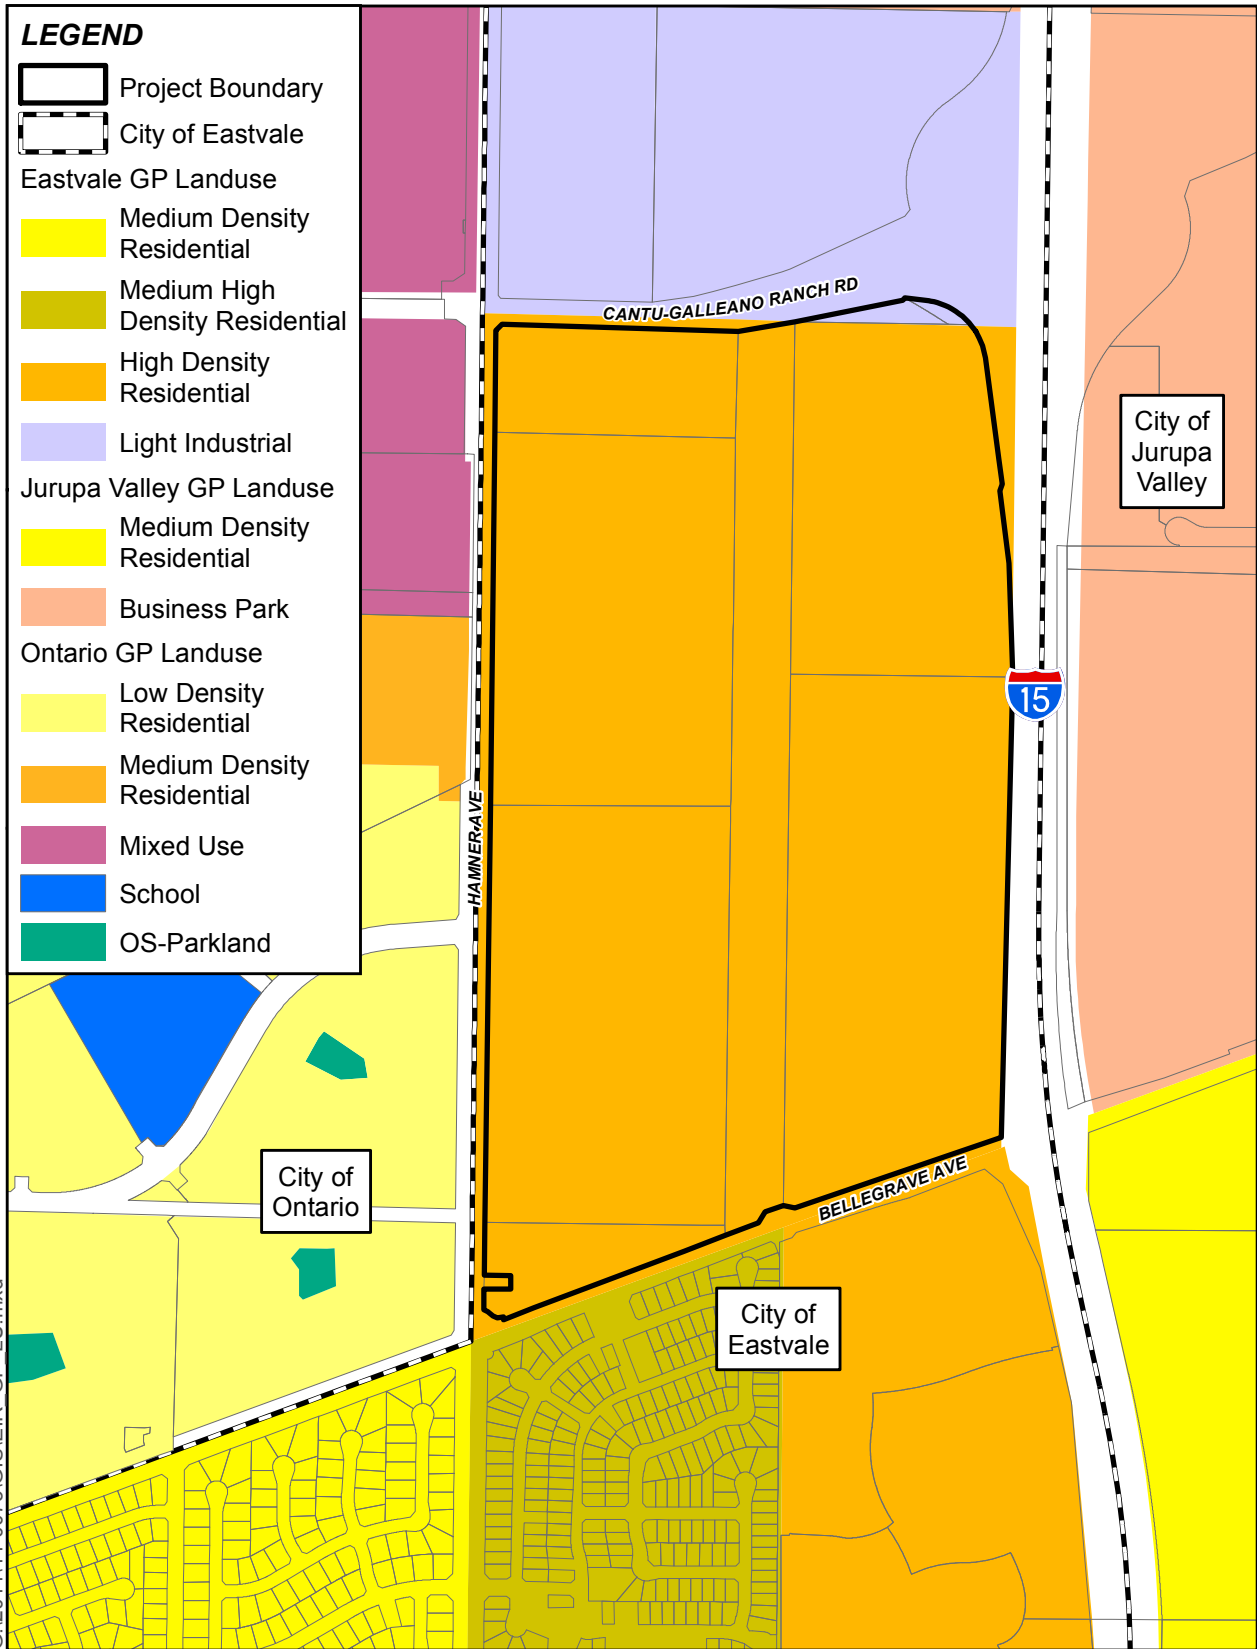 LEGEND
Project Boundary
City of Eastvale
Eastvale GP Landuse
Medium Density
Residential
Medium High
Density Residential
High Density
Residential
Light Industrial
Jurupa Valley GP Landuse
Medium Density
Residential
Business Park
Ontario GP Landuse
Low Density
Residential
Medium Density
Residential
Mixed Use
School
OS-Parkland
CANTU-GALLEANO RANCH RD
City of
Jurupa
Valley
15
HAMNER AVE
City of
Ontario
BELLEGRAVE AVE
City of
Eastvale